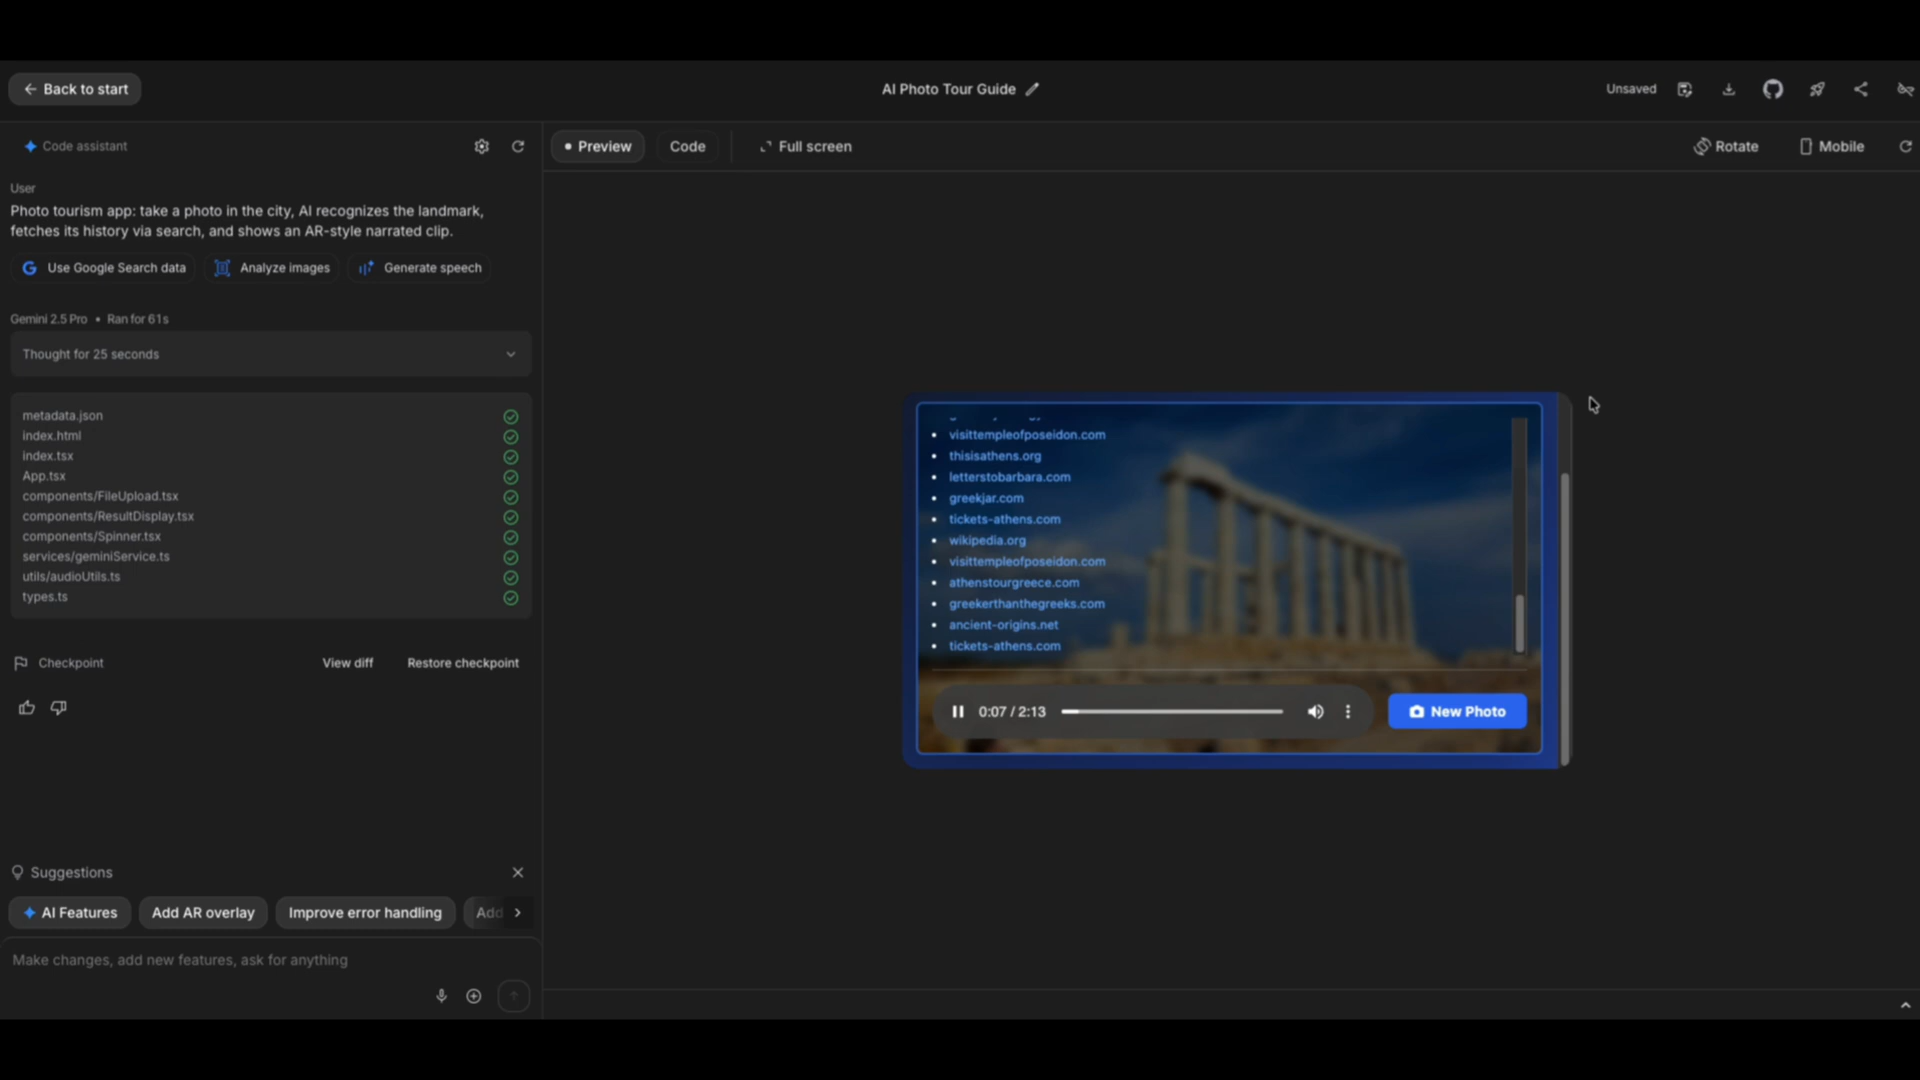 Back to start
AI Photo Tour Guide
Unsaved
Code assistant
Preview
Code
Full screen
Rotate
Mobile
User
Photo tourism app: take a photo in the city, AI recognizes the landmark,
fetches its history via search, and shows an AR-style narrated clip.
Use Google Search data
Analyze images
Generate speech
Gemini 2.5 Pro • Ran for 61s
Thought for 25 seconds
metadata.json
index.html
index.tsx
App.tsx
components/FileUpload.tsx
components/ResultDisplay.tsx
components/Spinner.tsx
services/geminiService.ts
utils/audioUtils.ts
types.ts
Checkpoint
View diff
Restore checkpoint
Suggestions
AI Features
Add AR overlay
Improve error handling
Add
Make changes, add new features, ask for anything
• visittempleofposeidon.com
• thisisathens.org
• letterstobarbara.com
• greekjar.com
• tickets-athens.com
• wikipedia.org
• visittempleofposeidon.com
• athenstourgreece.com
• greekerthanthegreeks.com
• ancient-origins.net
• tickets-athens.com
0:07 / 2:13
New Photo